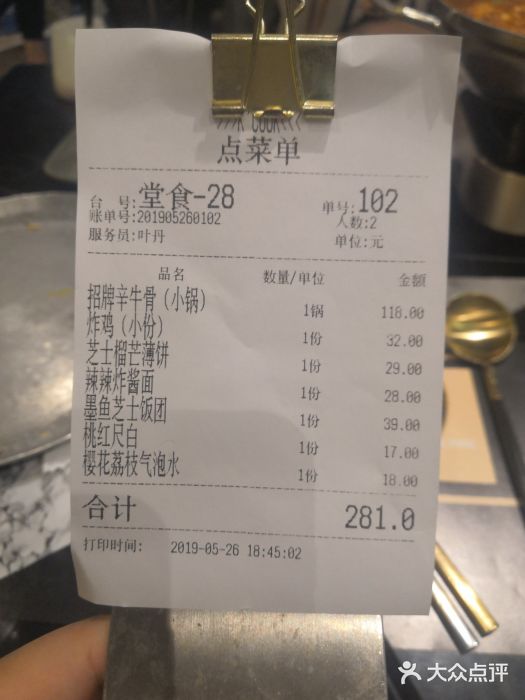 点菜单
台 号:堂食-28 单号:102
账单号:201905260102 人数:2
服务员:叶丹 单位:元
品名 数量/单位 金额
招牌辛牛骨(小锅) 1锅 118.00
炸鸡(小份) 1份 32.00
芝士榴芒薄饼 1份 29.00
辣辣炸酱面 1份 28.00
墨鱼芝士饭团 1份 39.00
桃红尺白 1份 17.00
樱花荔枝气泡水 1份 18.00
合计 281.0
打印时间: 2019-05-26 18:45:02
大众点评